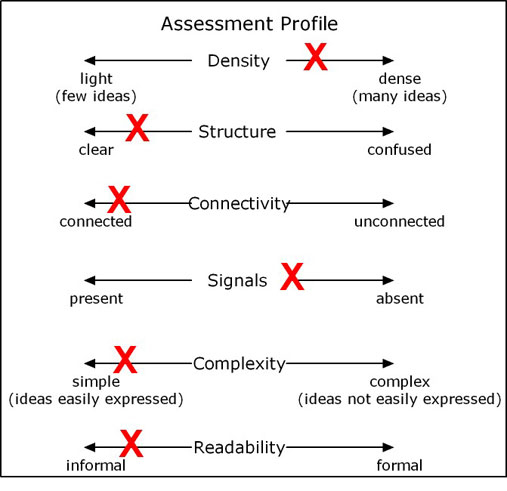 Assessment Profile
Density
light dense
(few ideas) (many ideas)
Structure
clear confused
Connectivity
connected unconnected
Signals
present absent
Complexity
simple complex
(ideas easily expressed) (ideas not easily expressed)
Readability
informal formal